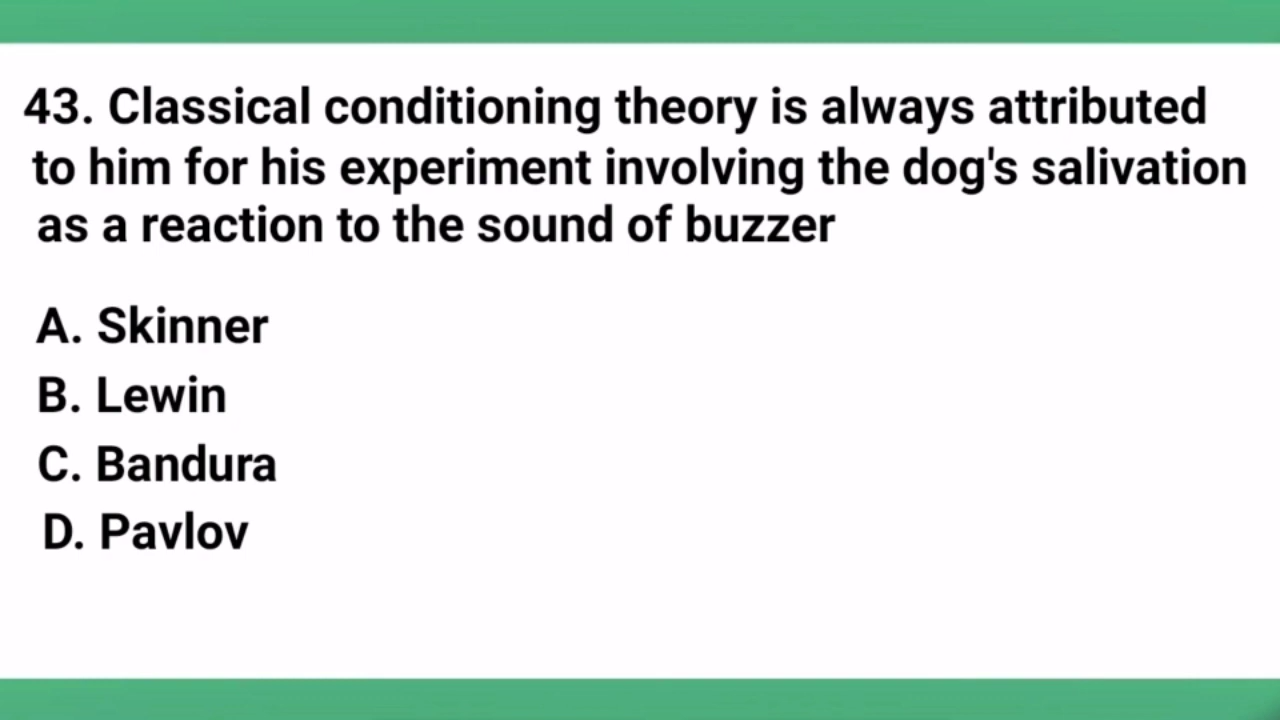 43. Classical conditioning theory is always attributed
to him for his experiment involving the dog's salivation
as a reaction to the sound of buzzer
A. Skinner
B. Lewin
C. Bandura
D. Pavlov